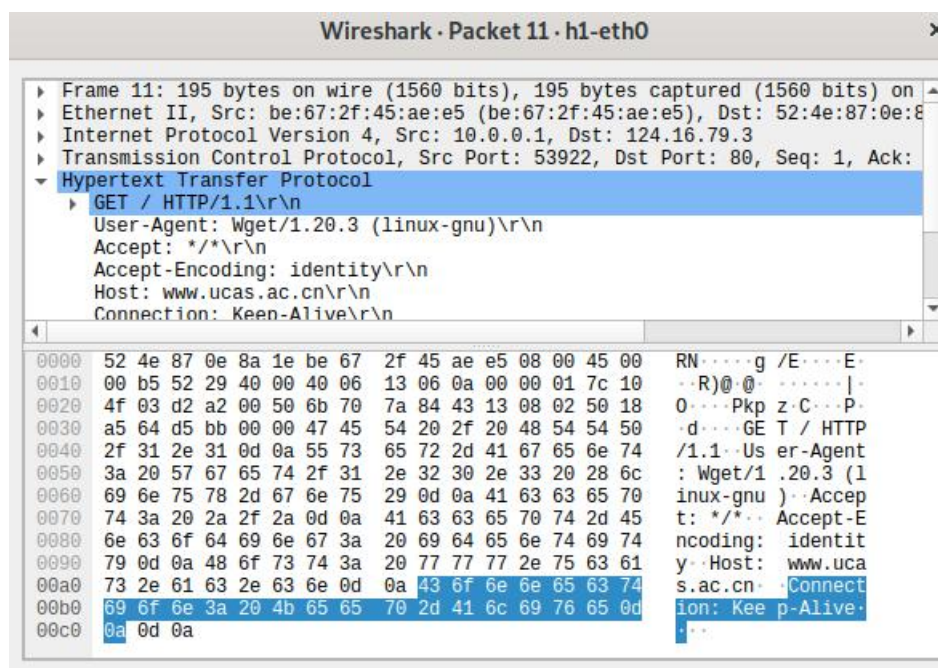 Wireshark · Packet 11 · h1-eth0
Frame 11: 195 bytes on wire (1560 bits), 195 bytes captured (1560 bits) on
Ethernet II, Src: be:67:2f:45:ae:e5 (be:67:2f:45:ae:e5), Dst: 52:4e:87:0e:8
Internet Protocol Version 4, Src: 10.0.0.1, Dst: 124.16.79.3
Transmission Control Protocol, Src Port: 53922, Dst Port: 80, Seq: 1, Ack:
Hypertext Transfer Protocol
GET / HTTP/1.1\r\n
User-Agent: Wget/1.20.3 (linux-gnu)\r\n
Accept: */*\r\n
Accept-Encoding: identity\r\n
Host: www.ucas.ac.cn\r\n
Connection: Keep-Alive\r\n
0000 52 4e 87 0e 8a 1e be 67 2f 45 ae e5 08 00 45 00 RN·····g /E····E·
0010 00 b5 52 29 40 00 40 06 13 06 0a 00 00 01 7c 10 ··R)@·@· ······|·
0020 4f 03 d2 a2 00 50 6b 70 7a 84 43 13 08 02 50 18 O····Pkp z·C···P·
0030 a5 64 d5 bb 00 00 47 45 54 20 2f 20 48 54 54 50 ·d····GE T / HTTP
0040 2f 31 2e 31 0d 0a 55 73 65 72 2d 41 67 65 6e 74 /1.1··Us er-Agent
0050 3a 20 57 67 65 74 2f 31 2e 32 30 2e 33 20 28 6c : Wget/1 .20.3 (l
0060 69 6e 75 78 2d 67 6e 75 29 0d 0a 41 63 63 65 70 inux-gnu )··Accep
0070 74 3a 20 2a 2f 2a 0d 0a 41 63 63 65 70 74 2d 45 t: */*·· Accept-E
0080 6e 63 6f 64 69 6e 67 3a 20 69 64 65 6e 74 69 74 ncoding: identit
0090 79 0d 0a 48 6f 73 74 3a 20 77 77 77 2e 75 63 61 y··Host: www.uca
00a0 73 2e 61 63 2e 63 6e 0d 0a 43 6f 6e 6e 65 63 74 s.ac.cn· ·Connect
00b0 69 6f 6e 3a 20 4b 65 65 70 2d 41 6c 69 76 65 0d ion: Kee p-Alive·
00c0 0a 0d 0a ···